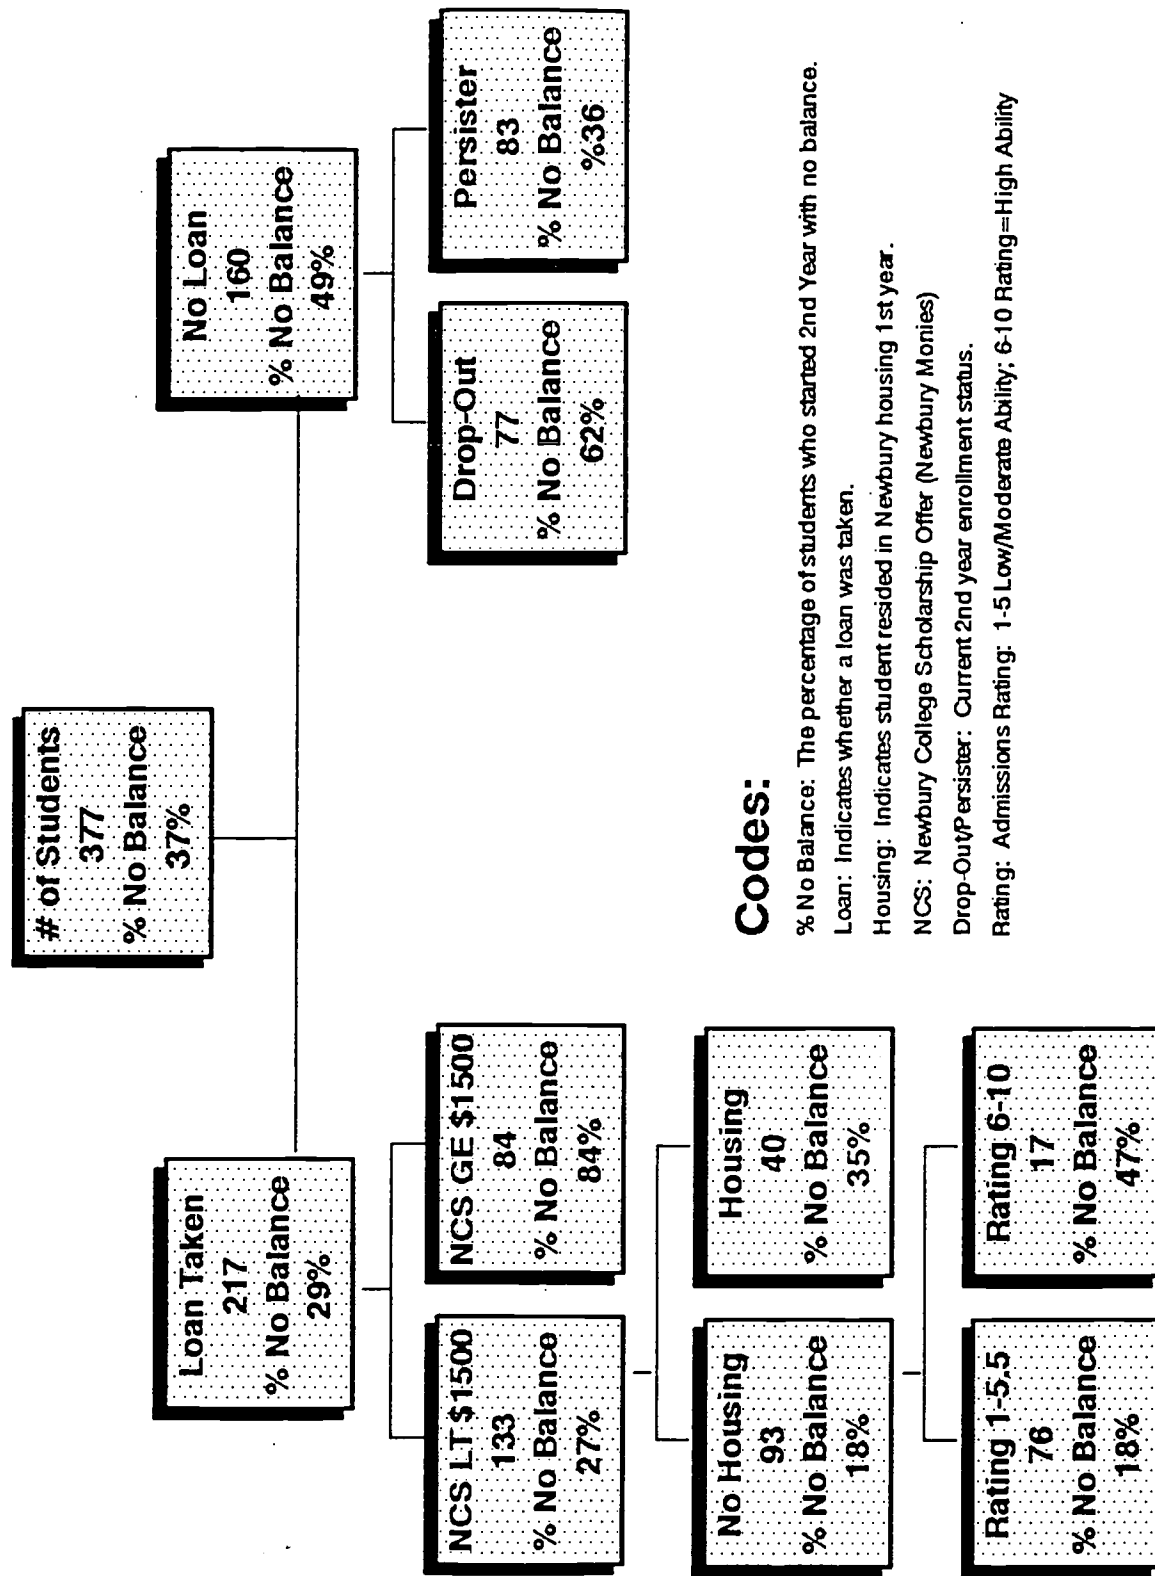 # of Students
377
% No Balance
37%
Loan Taken
217
% No Balance
29%
No Loan
160
% No Balance
49%
NCS LT $1500
133
% No Balance
27%
NCS GE $1500
84
% No Balance
84%
Drop-Out
77
% No Balance
62%
Persister
83
% No Balance
%36
No Housing
93
% No Balance
18%
Housing
40
% No Balance
35%
Rating 1-5.5
76
% No Balance
18%
Rating 6-10
17
% No Balance
47%
Codes:
% No Balance: The percentage of students who started 2nd Year with no balance.
Loan: Indicates whether a loan was taken.
Housing: Indicates student resided in Newbury housing 1st year.
NCS: Newbury College Scholarship Offer (Newbury Monies)
Drop-Out/Persister: Current 2nd year enrollment status.
Rating: Admissions Rating: 1-5 Low/Moderate Ability; 6-10 Rating=High Ability